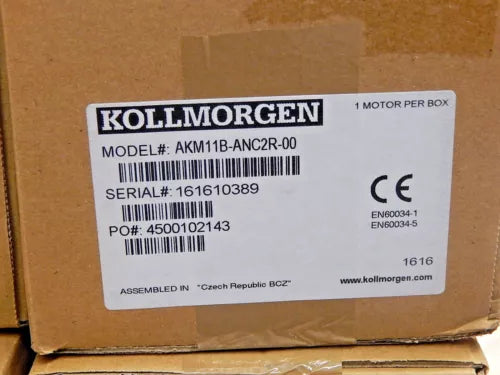 KOLLMORGEN
1 MOTOR PER BOX
MODEL#: AKM11B-ANC2R-00
SERIAL#: 161610389
CE
EN60034-1
EN60034-5
PO#: 4500102143
1616
ASSEMBLED IN "Czech Republic BCZ"
www.kollmorgen.com